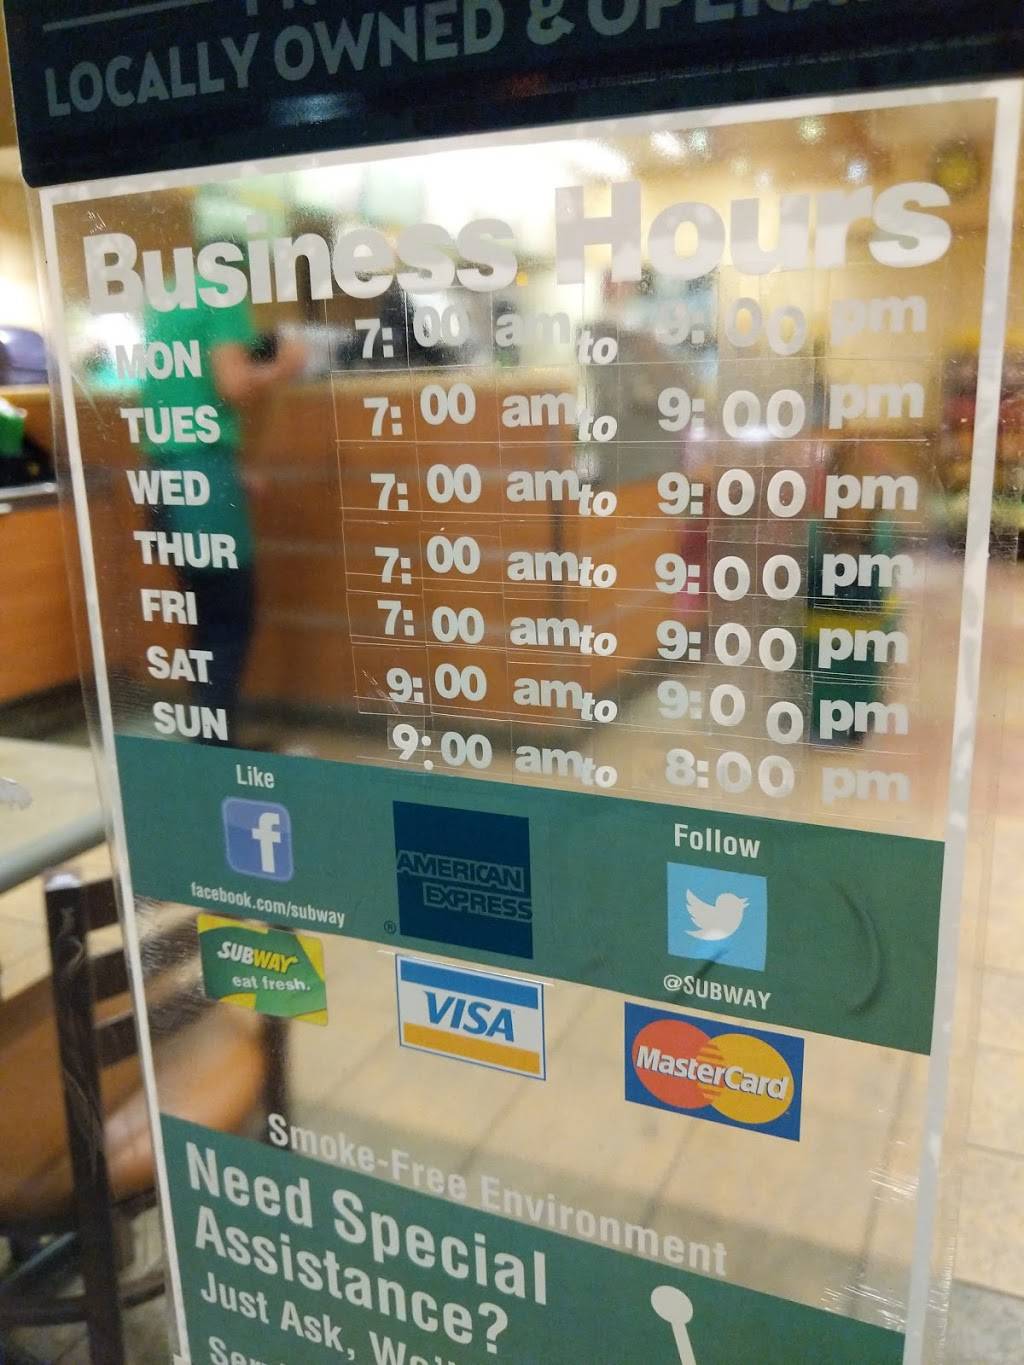 LOCALLY OWNED &
Business Hours
MON 7:00 am to 9:00 pm
TUES 7:00 am to 9:00 pm
WED 7:00 am to 9:00 pm
THUR 7:00 am to 9:00 pm
FRI 7:00 am to 9:00 pm
SAT 9:00 am to 9:00 pm
SUN 9:00 am to 8:00 pm
Like
f
facebook.com/subway
AMERICAN
EXPRESS
®
Follow
@SUBWAY
SUBWAY
eat fresh.
VISA
MasterCard
Smoke-Free Environment
Need Special
Assistance?
Just Ask,